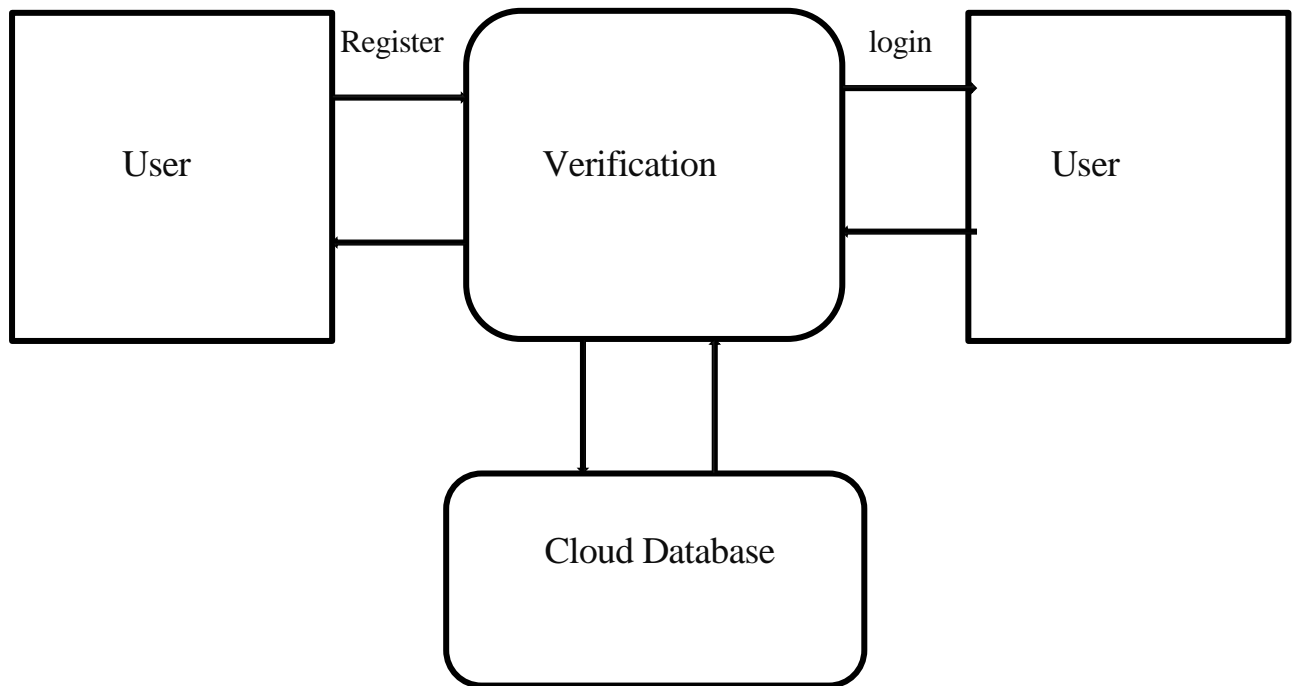 Register
login
User
Verification
User
Cloud Database